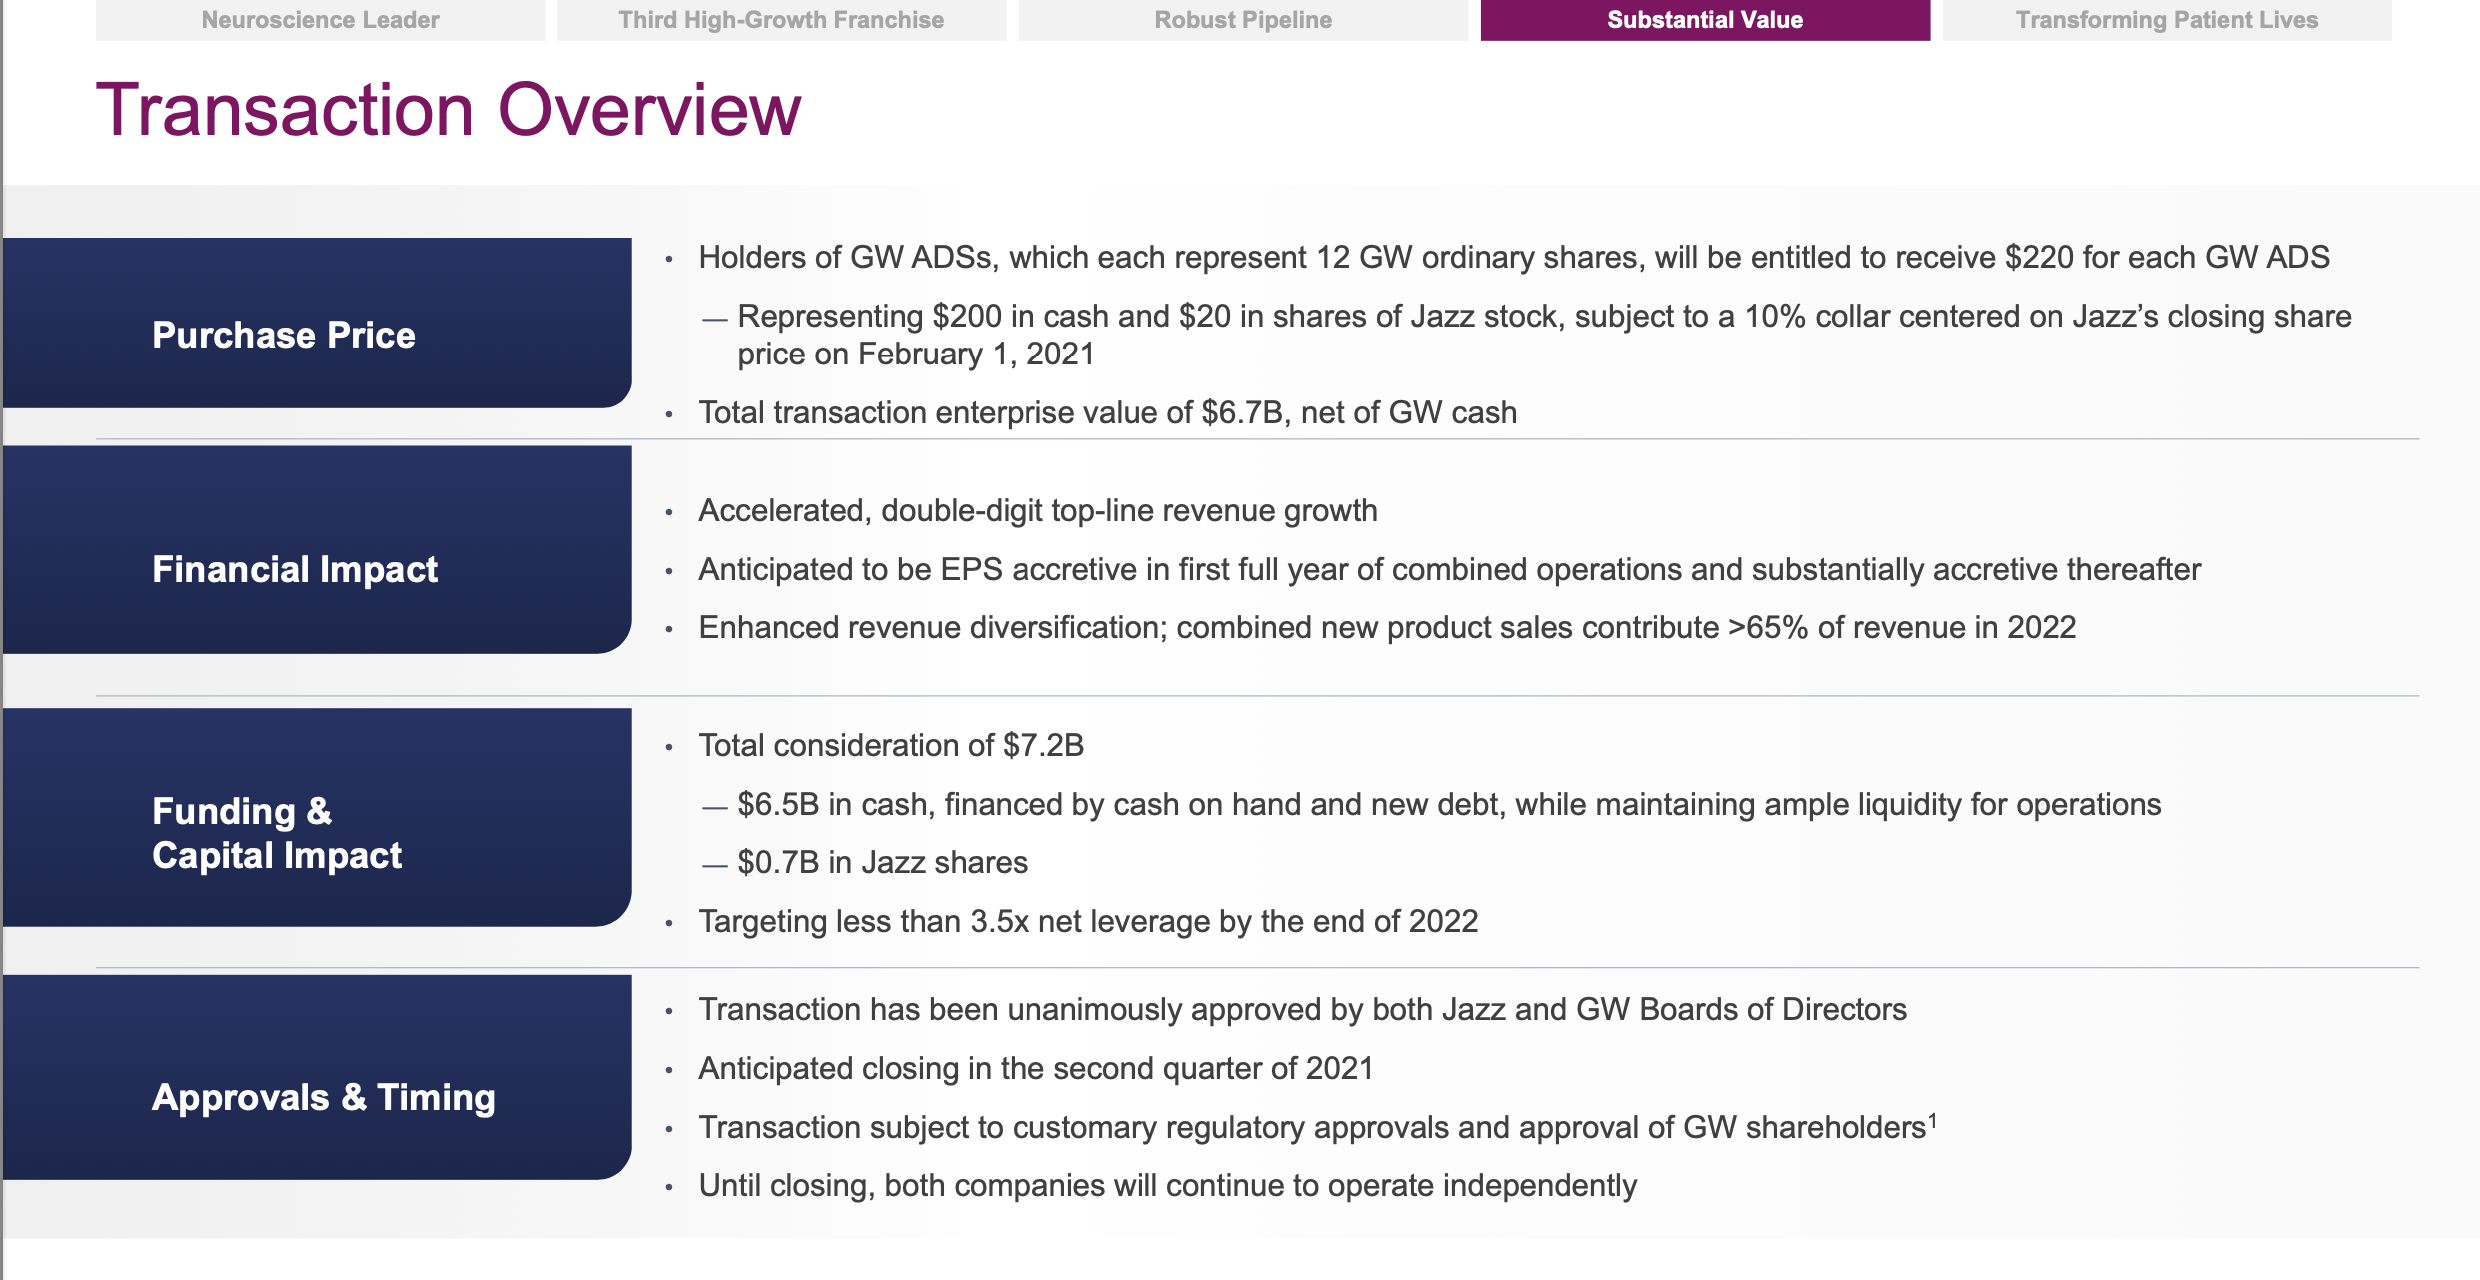 Neuroscience Leader
Third High-Growth Franchise
Robust Pipeline
Substantial Value
Transforming Patient Lives
Transaction Overview
Purchase Price
• Holders of GW ADSs, which each represent 12 GW ordinary shares, will be entitled to receive $220 for each GW ADS
— Representing $200 in cash and $20 in shares of Jazz stock, subject to a 10% collar centered on Jazz’s closing share
price on February 1, 2021
• Total transaction enterprise value of $6.7B, net of GW cash
Financial Impact
• Accelerated, double-digit top-line revenue growth
• Anticipated to be EPS accretive in first full year of combined operations and substantially accretive thereafter
• Enhanced revenue diversification; combined new product sales contribute >65% of revenue in 2022
Funding &
Capital Impact
• Total consideration of $7.2B
— $6.5B in cash, financed by cash on hand and new debt, while maintaining ample liquidity for operations
— $0.7B in Jazz shares
• Targeting less than 3.5x net leverage by the end of 2022
Approvals & Timing
• Transaction has been unanimously approved by both Jazz and GW Boards of Directors
• Anticipated closing in the second quarter of 2021
• Transaction subject to customary regulatory approvals and approval of GW shareholders¹
• Until closing, both companies will continue to operate independently